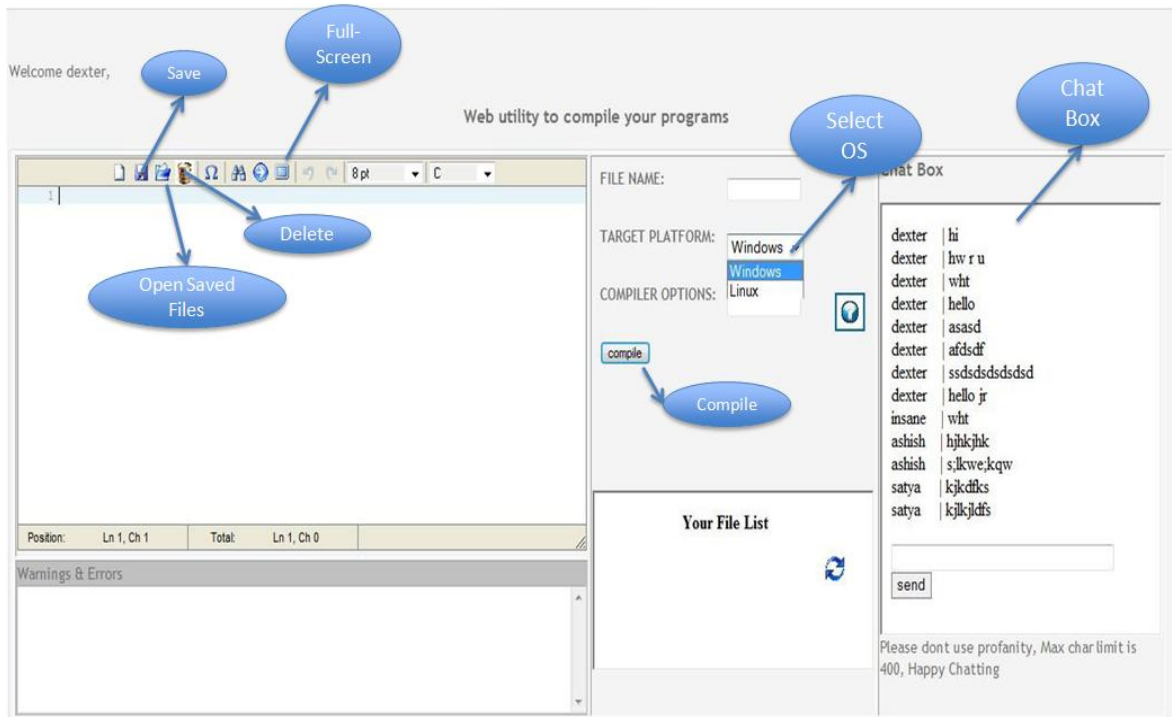 Full-
Screen
Welcome dexter,
Save
Chat
Box
Web utility to compile your programs
Select
OS
8 pt
C
1
Delete
Open Saved
Files
Position:
Ln 1, Ch 1
Total:
Ln 1, Ch 0
Warnings & Errors
FILE NAME:
TARGET PLATFORM:
Windows
Windows
Linux
COMPILER OPTIONS:
compile
Compile
Your File List
Chat Box
dexter | hi
dexter | hw r u
dexter | wht
dexter | hello
dexter | asasd
dexter | afdsdf
dexter | ssdsdsdsdsdsd
dexter | hello jr
insane | wht
ashish | hjhkjhk
ashish | s;lkwe;kqw
satya | kjkdfks
satya | kjlkjldfs
send
Please dont use profanity, Max char limit is
400, Happy Chatting